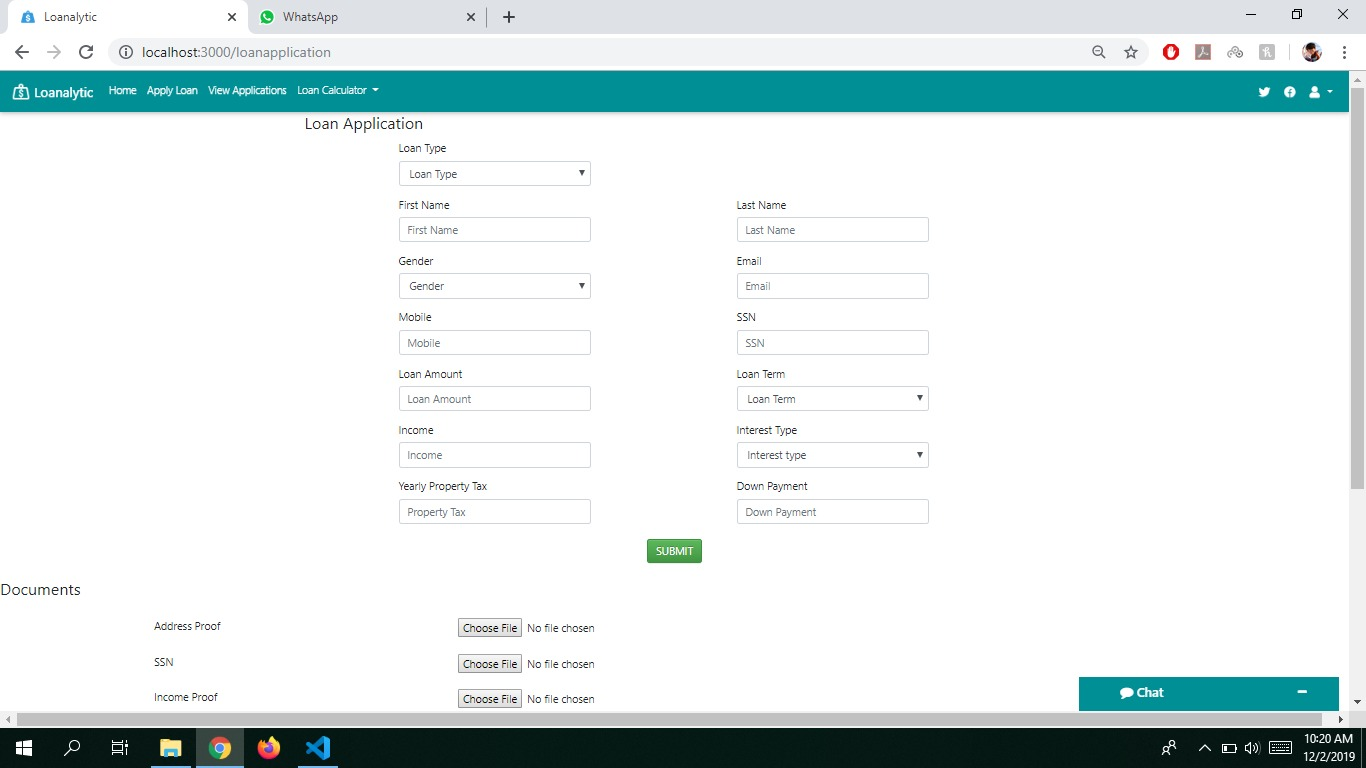 Loanalytic
WhatsApp
localhost:3000/loanapplication
Loanalytic Home Apply Loan View Applications Loan Calculator
Loan Application
Loan Type
Loan Type
First Name Last Name
First Name Last Name
Gender Email
Gender Email
Mobile SSN
Mobile SSN
Loan Amount Loan Term
Loan Amount Loan Term
Income Interest Type
Income Interest type
Yearly Property Tax Down Payment
Property Tax Down Payment
SUBMIT
Documents
Address Proof Choose File No file chosen
SSN Choose File No file chosen
Income Proof Choose File No file chosen
Chat
10:20 AM
12/2/2019